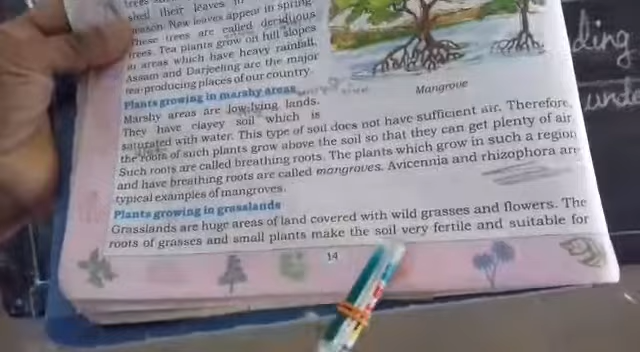 trees
shed their leaves in
season. New leaves appear in spring.
These trees are called deciduous
trees. Tea plants grow on hill slopes
in areas which have heavy rainfall.
Assam and Darjeeling are the major
tea-producing places of our country.
Plants growing in marshy areas
Marshy areas are low-lying lands.
They have clayey soil which is
saturated with water. This type of soil does not have sufficient air. Therefore,
the roots of such plants grow above the soil so that they can get plenty of air.
Such roots are called breathing roots. The plants which grow in such a region
and have breathing roots are called mangroves. Avicennia and rhizophora are
typical examples of mangroves.
Plants growing in grasslands
Grasslands are huge areas of land covered with wild grasses and flowers. The
roots of grasses and small plants make the soil very fertile and suitable for
14
Mangrove
ding
unde